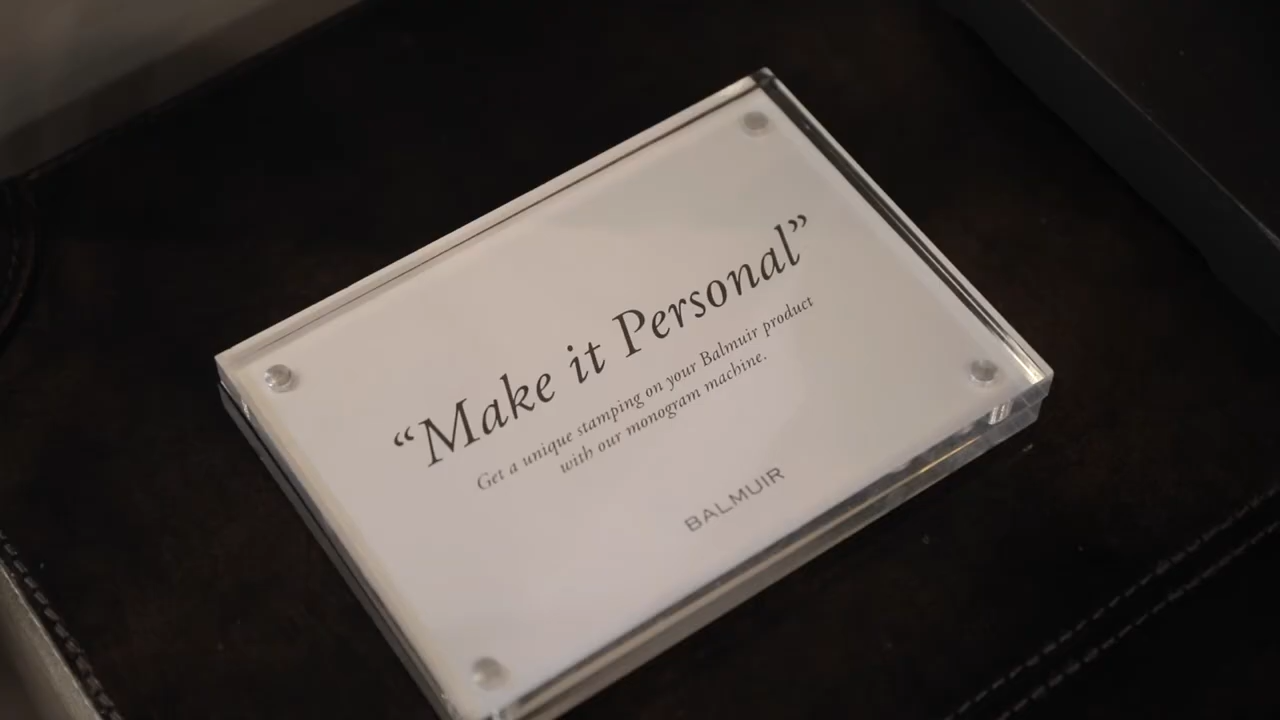 “Make it Personal”
Get a unique stamping on your Balmuir product
with our monogram machine.
BALMUIR